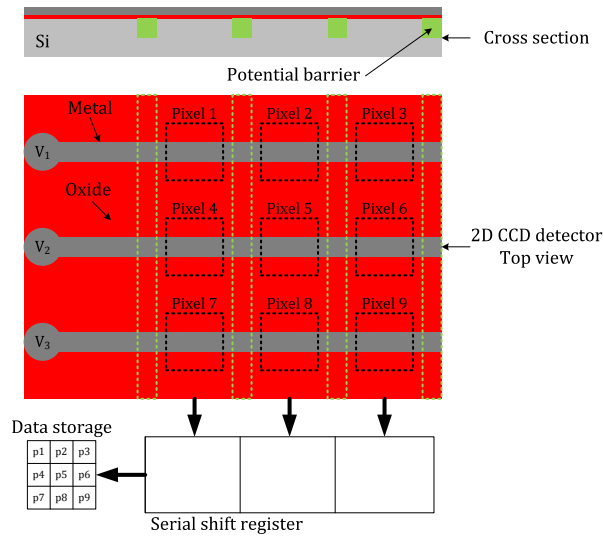 Si
Cross section
Potential barrier
Metal
Pixel 1
Pixel 2
Pixel 3
V1
Oxide
Pixel 4
Pixel 5
Pixel 6
V2
2D CCD detector
Top view
Pixel 7
Pixel 8
Pixel 9
V3
Data storage
p1 p2 p3
p4 p5 p6
p7 p8 p9
Serial shift register